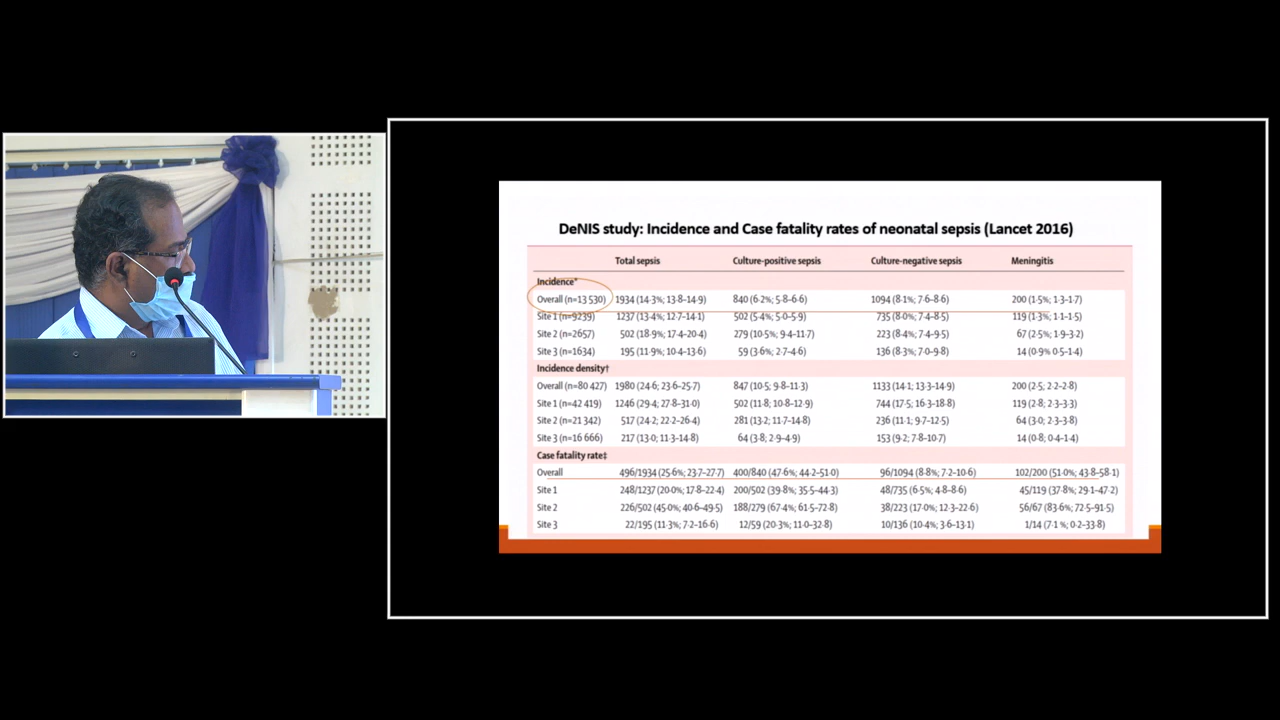 DeNIS study: Incidence and Case fatality rates of neonatal sepsis (Lancet 2016)
Total sepsis Culture-positive sepsis Culture-negative sepsis Meningitis
Incidence*
Overall (n=13 530) 1934 (14·3%; 13·8–14·9) 840 (6·2%; 5·8–6·6) 1094 (8·1%; 7·6–8·6) 200 (1·5%; 1·3–1·7)
Site 1 (n=9239) 1237 (13·4%; 12·7–14·1) 502 (5·4%; 5·0–5·9) 735 (8·0%; 7·4–8·5) 119 (1·3%; 1·1–1·5)
Site 2 (n=2657) 502 (18·9%; 17·4–20·4) 279 (10·5%; 9·4–11·7) 223 (8·4%; 7·4–9·5) 67 (2·5%; 1·9–3·2)
Site 3 (n=1634) 195 (11·9%; 10·4–13·6) 59 (3·6%; 2·7–4·6) 136 (8·3%; 7·0–9·8) 14 (0·9% 0·5–1·4)
Incidence density†
Overall (n=80 427) 1980 (24·6; 23·6–25·7) 847 (10·5; 9·8–11·3) 1133 (14·1; 13·3–14·9) 200 (2·5; 2·2–2·8)
Site 1 (n=42 419) 1246 (29·4; 27·8–31·0) 502 (11·8; 10·8–12·9) 744 (17·5; 16·3–18·8) 119 (2·8; 2·3–3·3)
Site 2 (n=21 342) 517 (24·2; 22·2–26·4) 281 (13·2; 11·7–14·8) 236 (11·1; 9·7–12·5) 64 (3·0; 2·3–3·8)
Site 3 (n=16 666) 217 (13·0; 11·3–14·8) 64 (3·8; 2·9–4·9) 153 (9·2; 7·8–10·7) 14 (0·8; 0·4–1·4)
Case fatality rate‡
Overall 496/1934 (25·6%; 23·7–27·7) 400/840 (47·6%; 44·2–51·0) 96/1094 (8·8%; 7·2–10·6) 102/200 (51·0%; 43·8–58·1)
Site 1 248/1237 (20·0%; 17·8–22·4) 200/502 (39·8%; 35·5–44·3) 48/735 (6·5%; 4·8–8·6) 45/119 (37·8%; 29·1–47·2)
Site 2 226/502 (45·0%; 40·6–49·5) 188/279 (67·4%; 61·5–72·8) 38/223 (17·0%; 12·3–22·6) 56/67 (83·6%; 72·5–91·5)
Site 3 22/195 (11·3%; 7·2–16·6) 12/59 (20·3%; 11·0–32·8) 10/136 (10·4%; 3·6–13·1) 1/14 (7·1 %; 0·2–33·8)